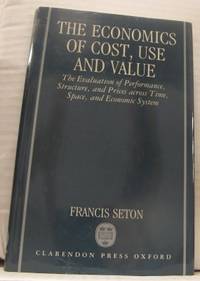 THE ECONOMICS
OF COST, USE
AND VALUE
The Evaluation of Performance,
Structure, and Prices across Time,
Space, and Economic System
FRANCIS SETON
CLARENDON PRESS OXFORD